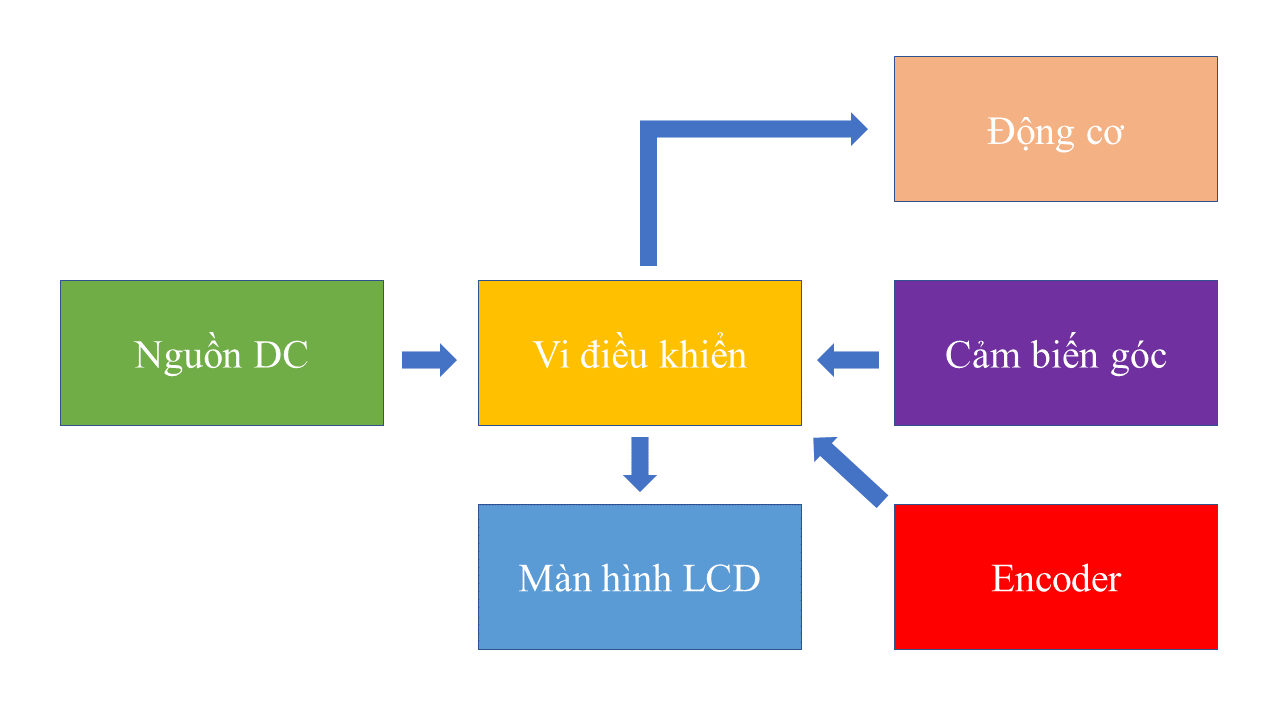 Động cơ
Nguồn DC
Vi điều khiển
Cảm biến góc
Màn hình LCD
Encoder